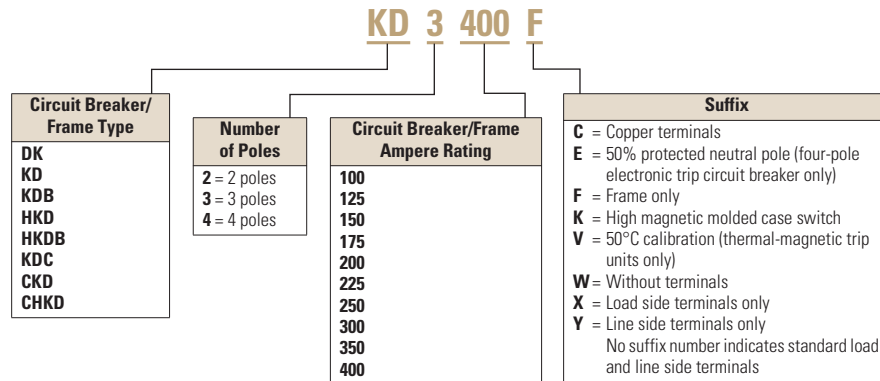 KD 3 400 F
Circuit Breaker/
Frame Type
DK
KD
KDB
HKD
HKDB
KDC
CKD
CHKD
Number
of Poles
2 = 2 poles
3 = 3 poles
4 = 4 poles
Circuit Breaker/Frame
Ampere Rating
100
125
150
175
200
225
250
300
350
400
Suffix
C = Copper terminals
E = 50% protected neutral pole (four-pole
electronic trip circuit breaker only)
F = Frame only
K = High magnetic molded case switch
V = 50°C calibration (thermal-magnetic trip
units only)
W = Without terminals
X = Load side terminals only
Y = Line side terminals only
No suffix number indicates standard load
and line side terminals